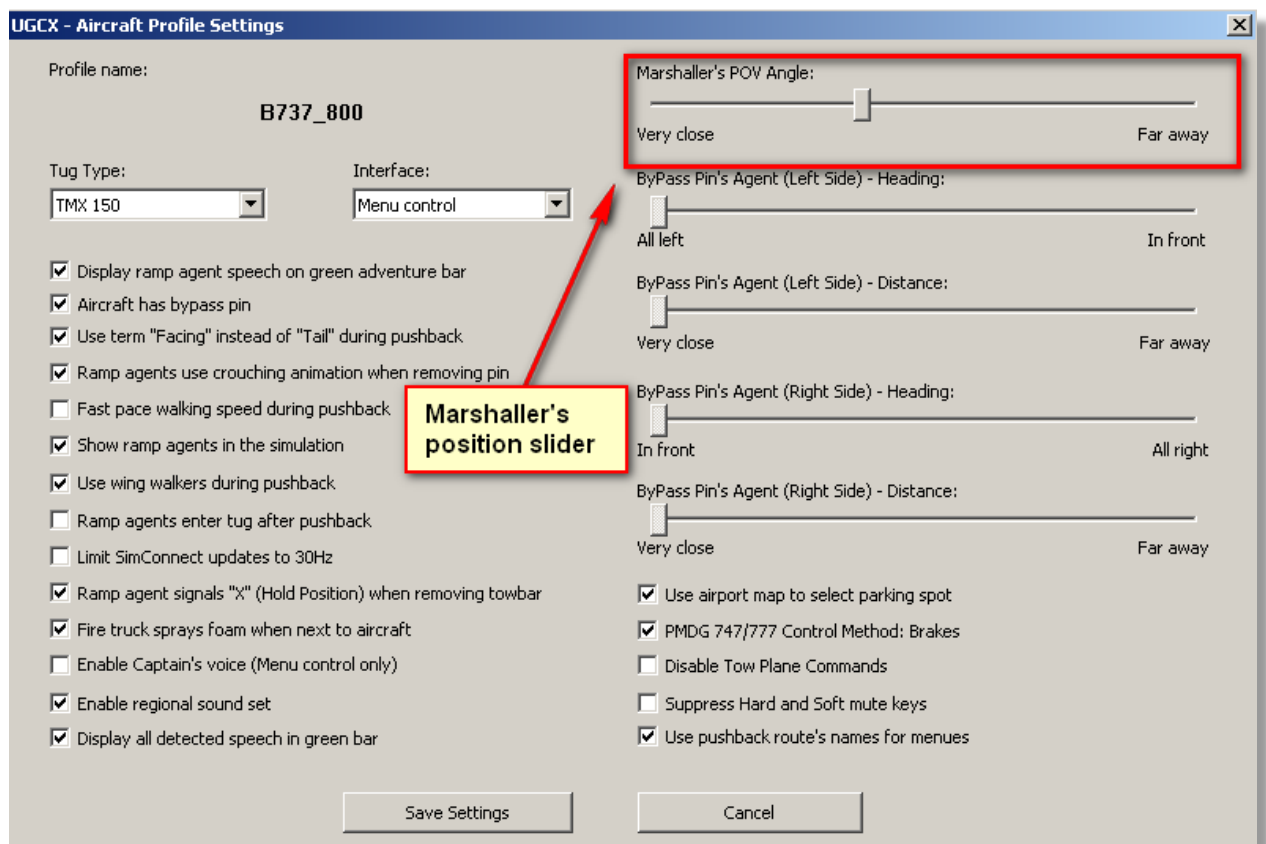 UGCX - Aircraft Profile Settings
Profile name:
B737_800
Tug Type:
Interface:
TMX 150
Menu control
Display ramp agent speech on green adventure bar
Aircraft has bypass pin
Use term "Facing" instead of "Tail" during pushback
Ramp agents use crouching animation when removing pin
Fast pace walking speed during pushback
Show ramp agents in the simulation
Use wing walkers during pushback
Ramp agents enter tug after pushback
Limit SimConnect updates to 30Hz
Ramp agent signals "X" (Hold Position) when removing towbar
Fire truck sprays foam when next to aircraft
Enable Captain's voice (Menu control only)
Enable regional sound set
Display all detected speech in green bar
Marshaller's POV Angle:
Very close
Far away
ByPass Pin's Agent (Left Side) - Heading:
All left
In front
ByPass Pin's Agent (Left Side) - Distance:
Very close
Far away
ByPass Pin's Agent (Right Side) - Heading:
In front
All right
ByPass Pin's Agent (Right Side) - Distance:
Very close
Far away
Marshaller's
position slider
Use airport map to select parking spot
PMDG 747/777 Control Method: Brakes
Disable Tow Plane Commands
Suppress Hard and Soft mute keys
Use pushback route's names for menues
Save Settings
Cancel